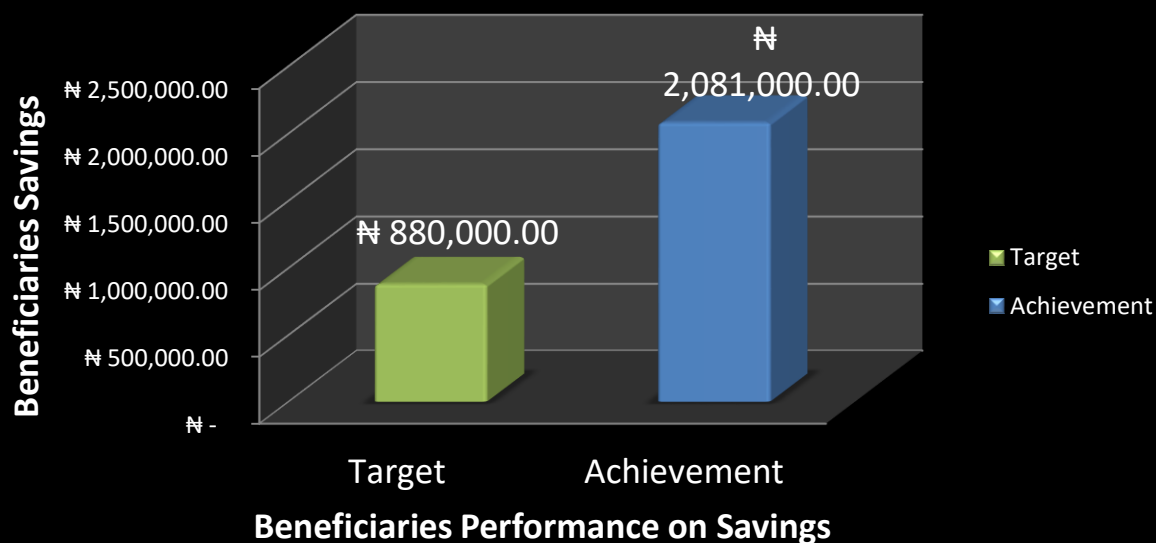 Beneficiaries Savings
₦ 2,500,000.00
₦ 2,000,000.00
₦ 1,500,000.00
₦ 1,000,000.00
₦ 500,000.00
₦ -
₦ 880,000.00
₦
2,081,000.00
Target
Achievement
Beneficiaries Performance on Savings
Target
Achievement